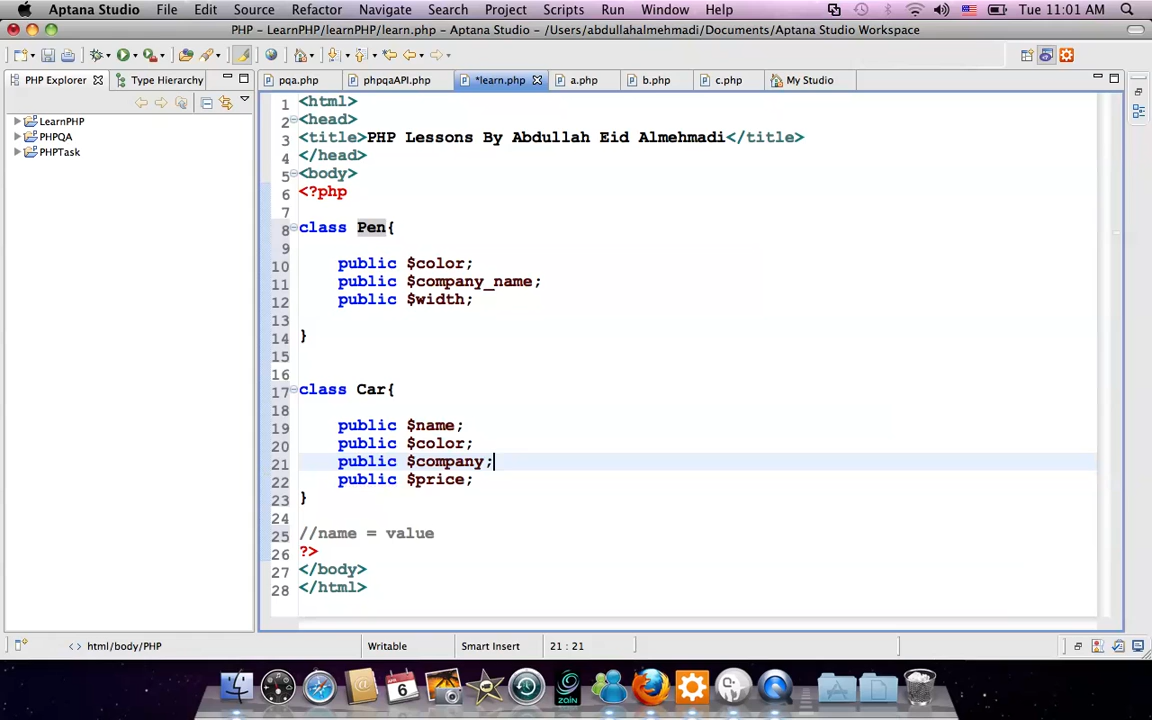 Aptana Studio File Edit Source Refactor Navigate Search Project Scripts Run Window Help Tue 11:01 AM
PHP - LearnPHP/learnPHP/learn.php - Aptana Studio - /Users/abdullahalmehmadi/Documents/Aptana Studio Workspace
PHP Explorer Type Hierarchy pqa.php phpqaAPI.php *learn.php a.php b.php c.php My Studio
LearnPHP
PHPQA
PHPTask
1 <html>
2 <head>
3 <title>PHP Lessons By Abdullah Eid Almehmadi</title>
4 </head>
5 <body>
6 <?php
7
8 class Pen{
9
10 public $color;
11 public $company_name;
12 public $width;
13
14 }
15
16
17 class Car{
18
19 public $name;
20 public $color;
21 public $company;
22 public $price;
23 }
24
25 //name = value
26 ?>
27 </body>
28 </html>
<> html/body/PHP Writable Smart Insert 21 : 21
6
zain